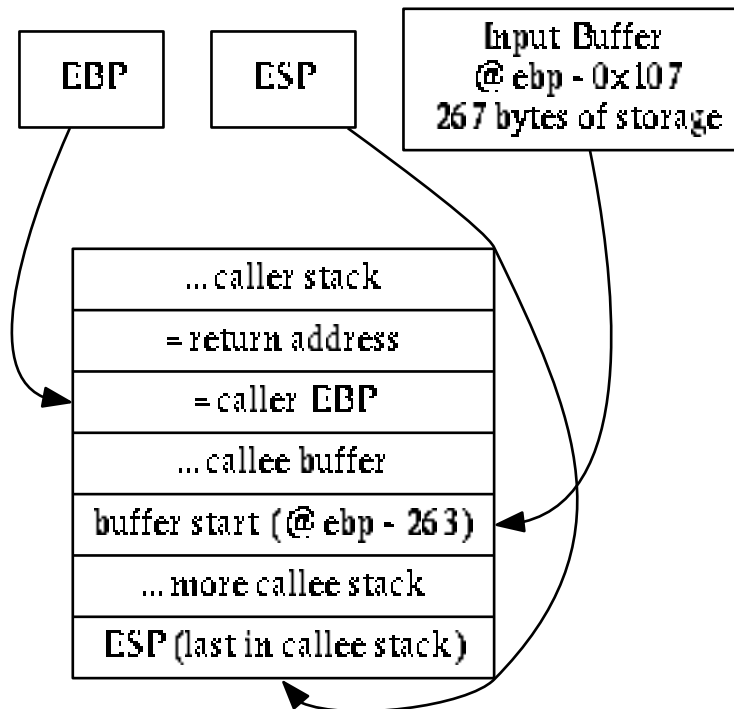 EBP
ESP
Input Buffer
@ ebp - 0x107
267 bytes of storage
... caller stack
= return address
= caller EBP
... callee buffer
buffer start (@ ebp - 263)
... more callee stack
ESP (last in callee stack)